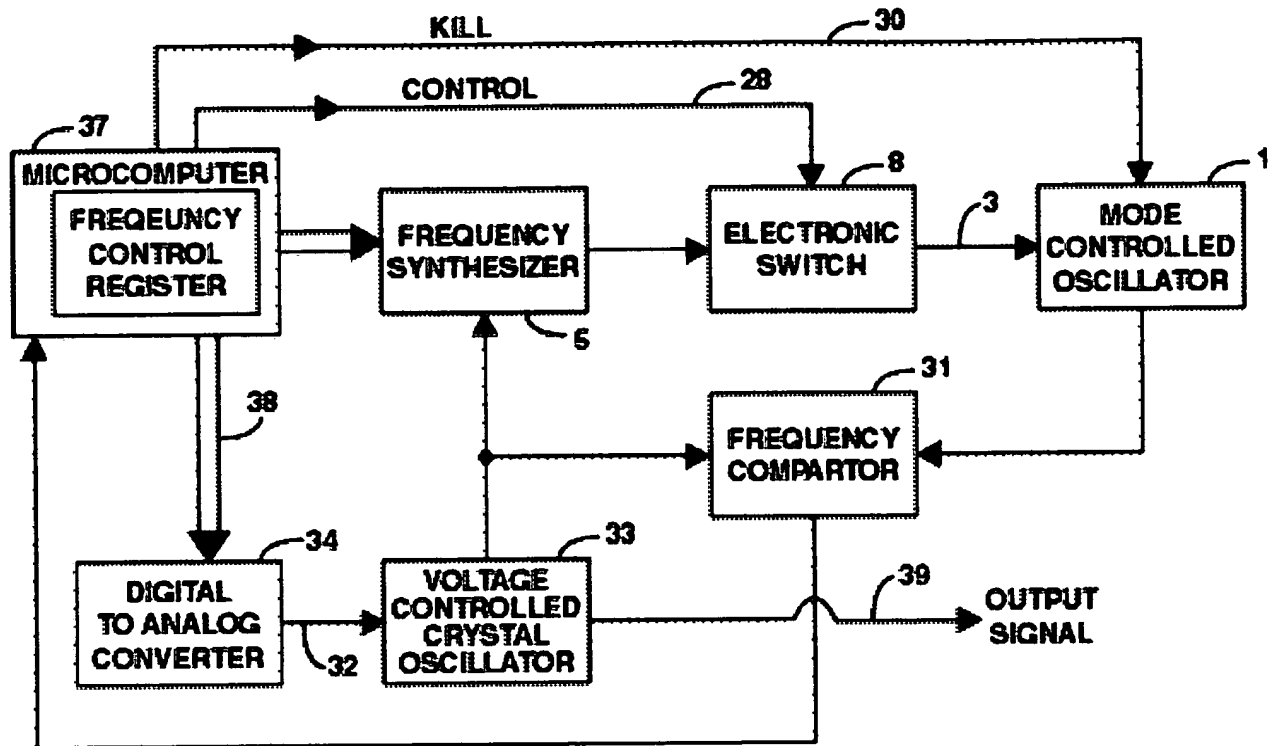 KILL
30
CONTROL
28
37
MICROCOMPUTER
FREQEUNCY
CONTROL
REGISTER
FREQUENCY
SYNTHESIZER
5
8
ELECTRONIC
SWITCH
3
1
MODE
CONTROLLED
OSCILLATOR
38
31
FREQUENCY
COMPARTOR
34
DIGITAL
TO ANALOG
CONVERTER
32
33
VOLTAGE
CONTROLLED
CRYSTAL
OSCILLATOR
39
OUTPUT
SIGNAL